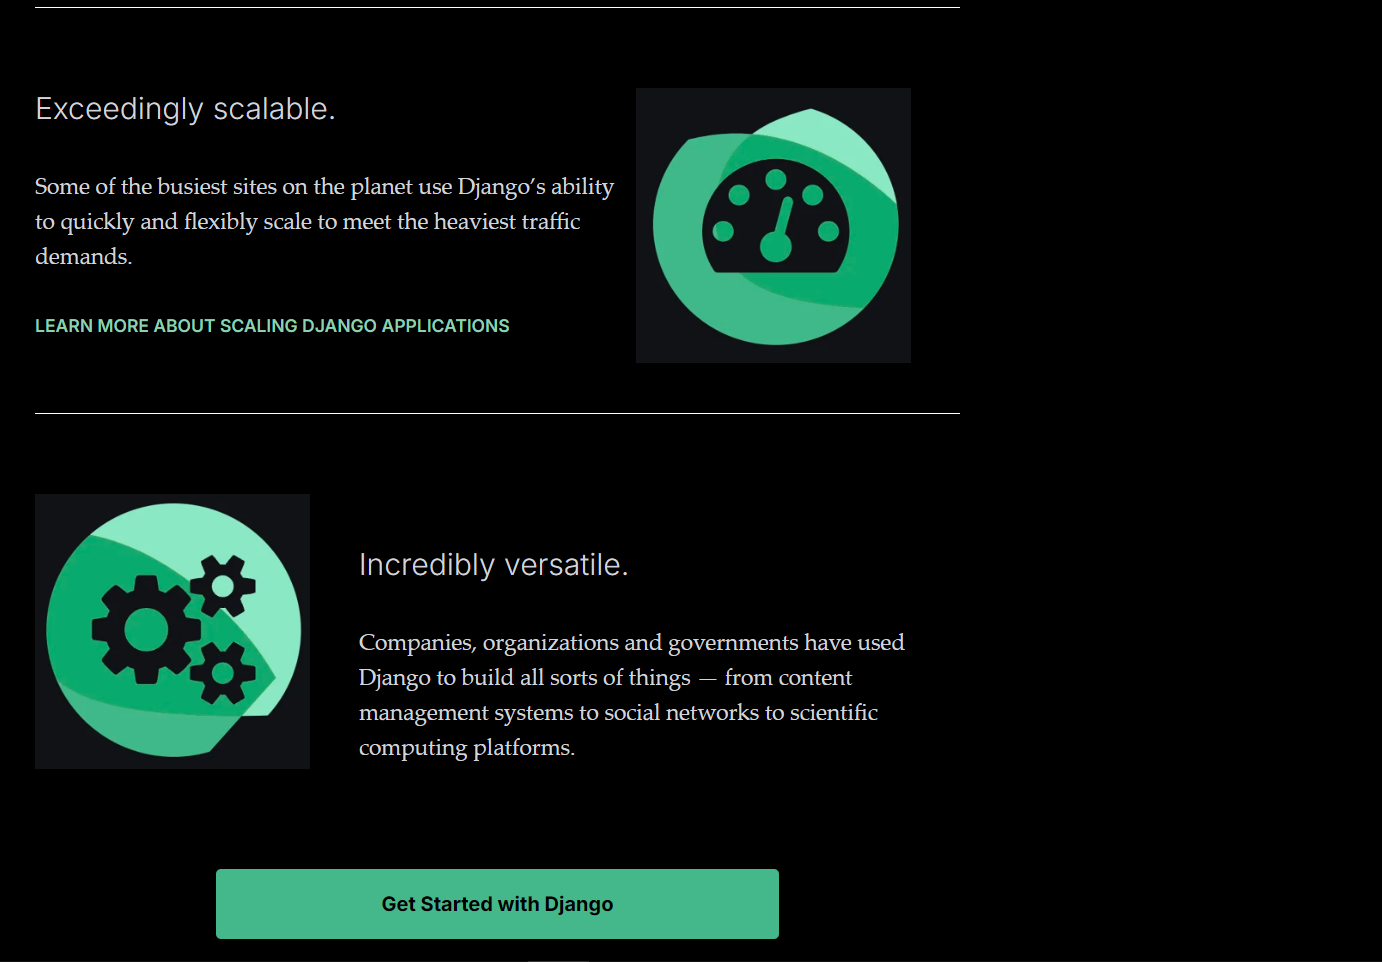 Exceedingly scalable.
Some of the busiest sites on the planet use Django’s ability
to quickly and flexibly scale to meet the heaviest traffic
demands.
LEARN MORE ABOUT SCALING DJANGO APPLICATIONS
Incredibly versatile.
Companies, organizations and governments have used
Django to build all sorts of things — from content
management systems to social networks to scientific
computing platforms.
Get Started with Django